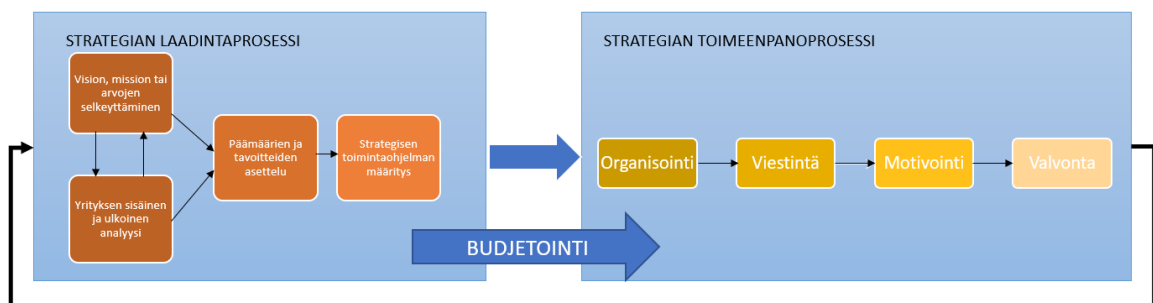 STRATEGIAN LAADINTAPROSESSI
Vision, mission tai
arvojen
selkeyttäminen
Yrityksen sisäinen
ja ulkoinen
analyysi
Päämäärien ja
tavoitteiden
asettelu
Strategisen
toimintaohjelman
määritys
BUDJETOINTI
STRATEGIAN TOIMEENPANOPROSESSI
Organisointi
Viestintä
Motivointi
Valvonta